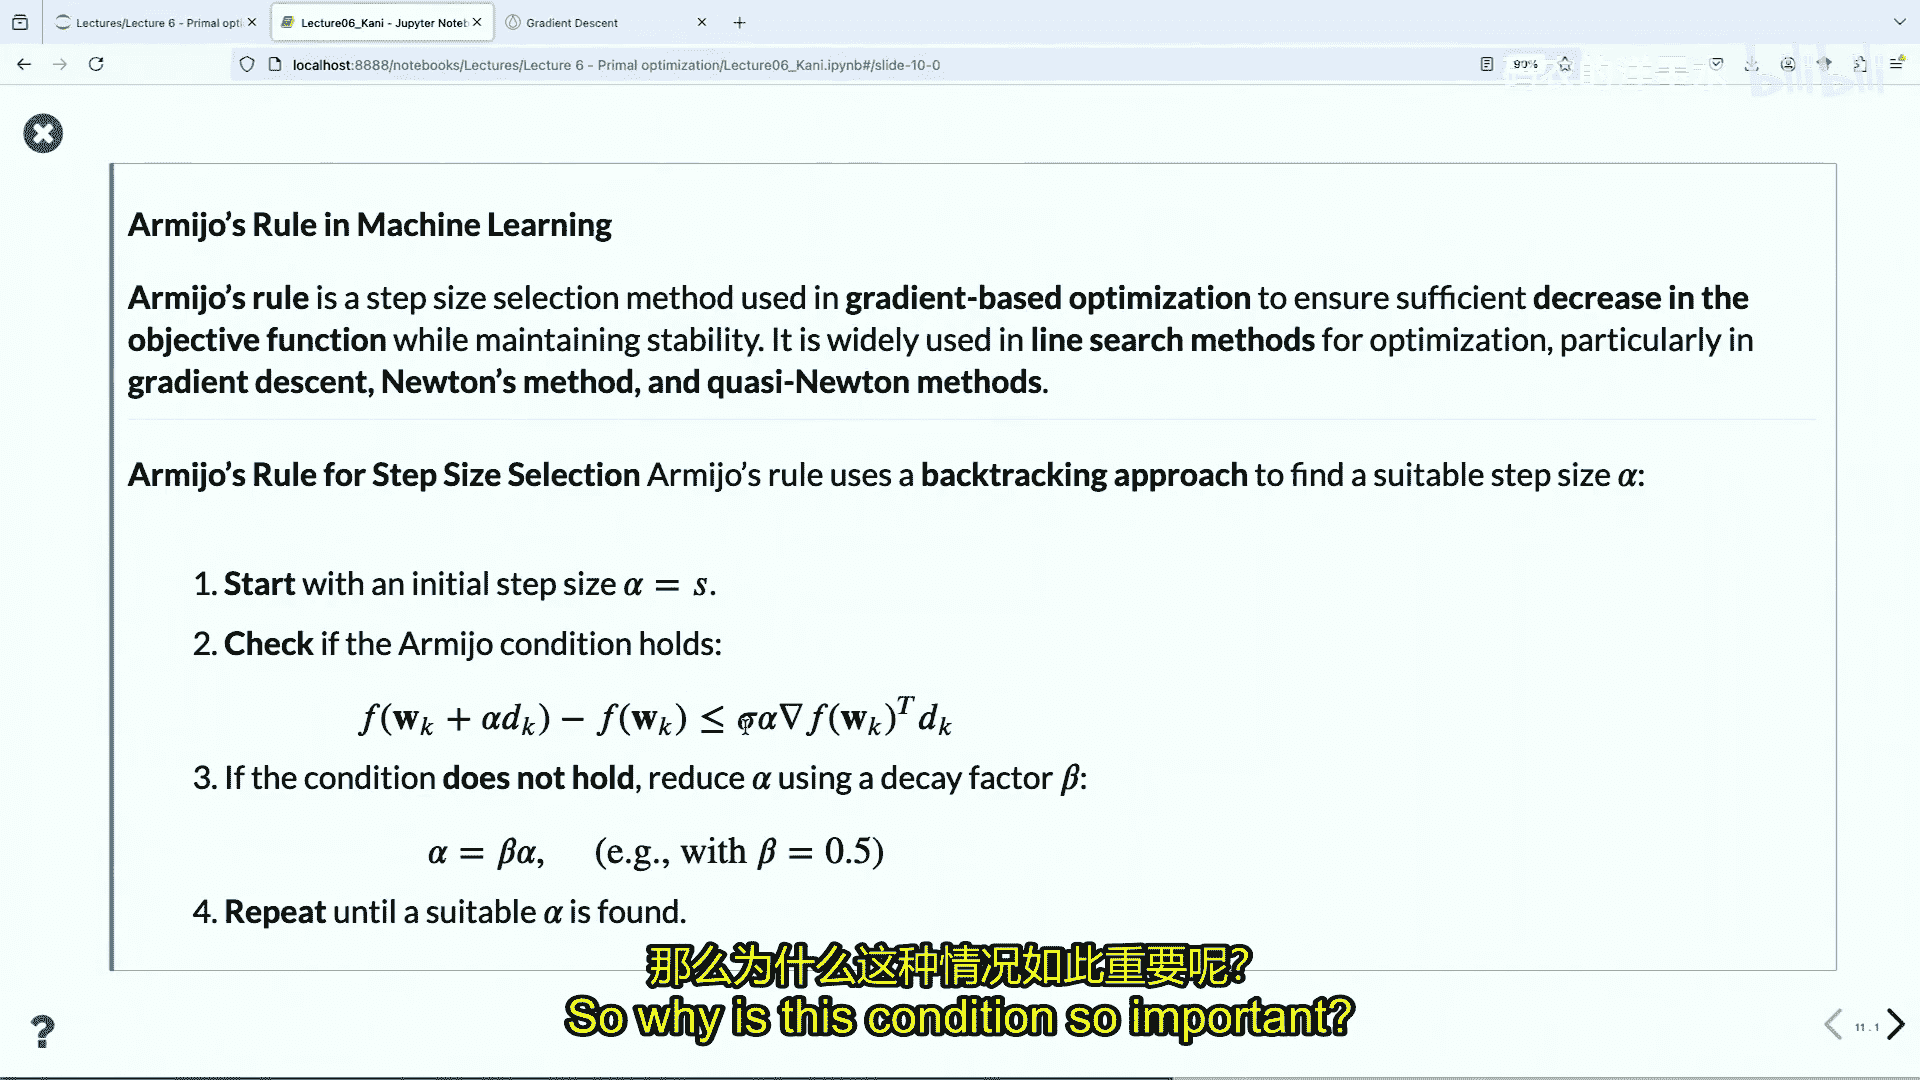 Lectures/Lecture 6 - Primal opti
Lecture06_Kani - Jupyter Noteb
Gradient Descent
localhost:8888/notebooks/Lectures/Lecture 6 - Primal optimization/Lecture06_Kani.ipynb#/slide-10-0
90%
bilibili
Armijo's Rule in Machine Learning
Armijo's rule is a step size selection method used in gradient-based optimization to ensure sufficient decrease in the
objective function while maintaining stability. It is widely used in line search methods for optimization, particularly in
gradient descent, Newton's method, and quasi-Newton methods.
Armijo's Rule for Step Size Selection Armijo's rule uses a backtracking approach to find a suitable step size α:
1. Start with an initial step size α = s.
2. Check if the Armijo condition holds:
f(w_k + αd_k) − f(w_k) ≤ σα∇f(w_k)^T d_k
3. If the condition does not hold, reduce α using a decay factor β:
α = βα, (e.g., with β = 0.5)
4. Repeat until a suitable α is found.
那么为什么这种情况如此重要呢?
So why is this condition so important?
?
11.1